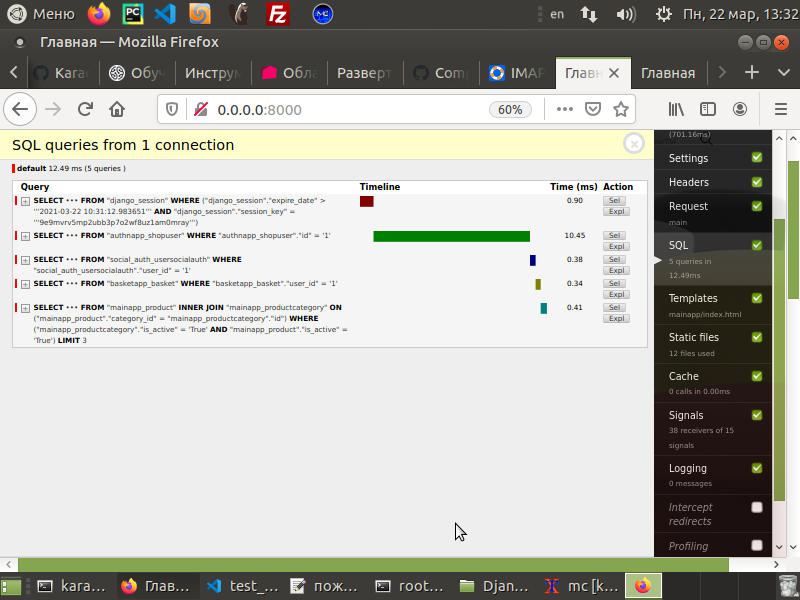 Меню
en
Пн, 22 мар, 13:32
Главная — Mozilla Firefox
Кага
Обуч
Инструм
Обла
Разверт
Com
IMAP
Главн
Главная
0.0.0.0:8000
60%
SQL queries from 1 connection
default 12.49 ms (5 queries )
Query Timeline Time (ms) Action
SELECT ••• FROM "django_session" WHERE ("django_session"."expire_date" > 0.90 Sel
'''2021-03-22 10:31:12.983651''' AND "django_session"."session_key" = Expl
'''9e9mvrv5mp2ubb3p7o2wf8uz1am0mray''')
SELECT ••• FROM "authnapp_shopuser" WHERE "authnapp_shopuser"."id" = '1' 10.45 Sel
Expl
SELECT ••• FROM "social_auth_usersocialauth" WHERE 0.38 Sel
"social_auth_usersocialauth"."user_id" = '1' Expl
SELECT ••• FROM "basketapp_basket" WHERE "basketapp_basket"."user_id" = '1' 0.34 Sel
Expl
SELECT ••• FROM "mainapp_product" INNER JOIN "mainapp_productcategory" ON 0.41 Sel
("mainapp_product"."category_id" = "mainapp_productcategory"."id") WHERE Expl
("mainapp_productcategory"."is_active" = 'True' AND "mainapp_product"."is_active" =
'True') LIMIT 3
(701.16ms)
Settings
Headers
Request
main
SQL
5 queries in
12.49ms
Templates
mainapp/index.html
Static files
12 files used
Cache
0 calls in 0.00ms
Signals
38 receivers of 15
signals
Logging
0 messages
Intercept
redirects
Profiling
kara...
Глав...
test_...
пож...
root...
Djan...
mc [k...